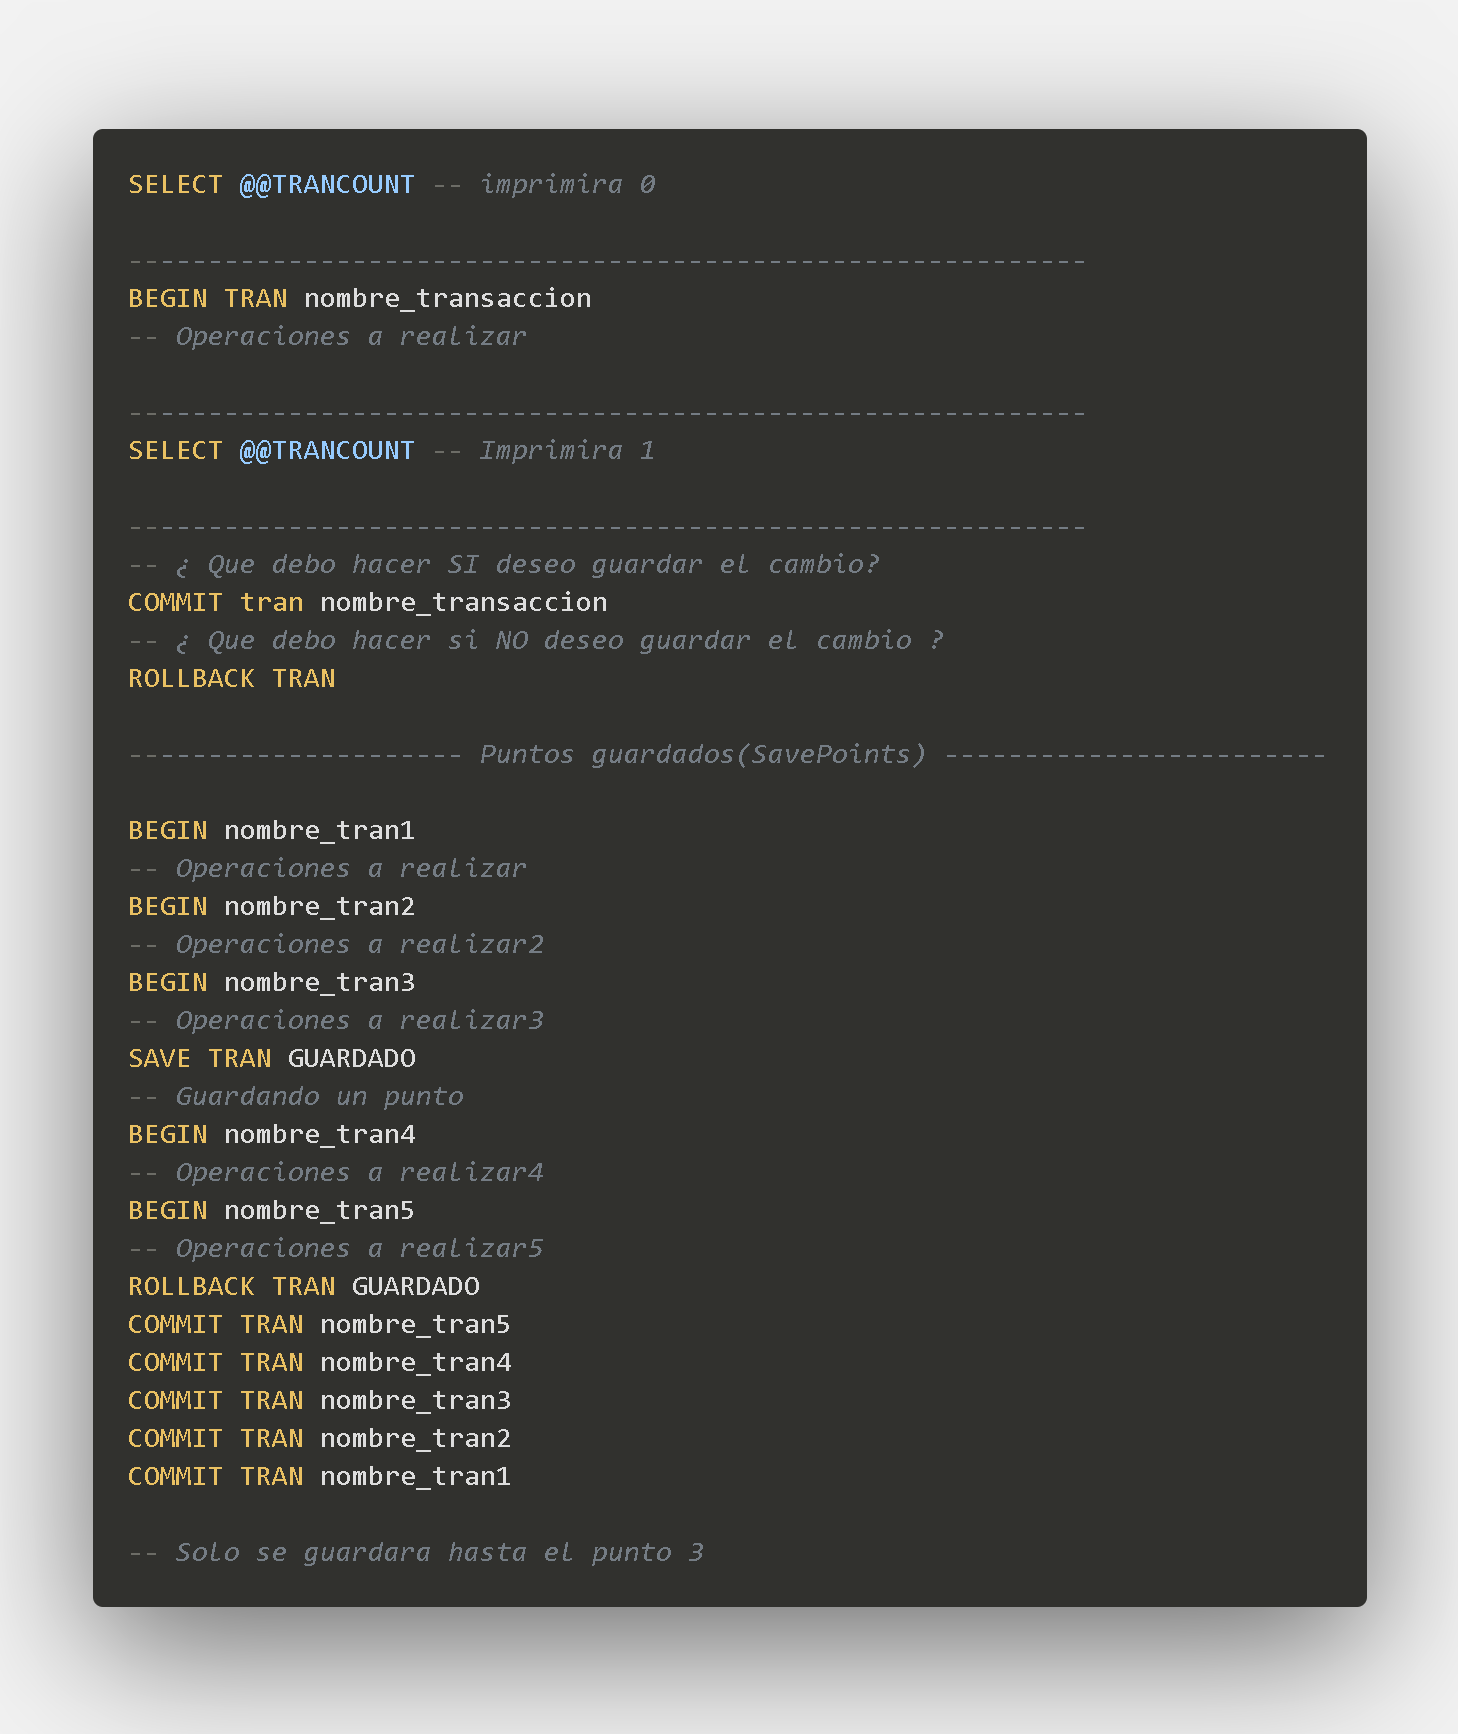 SELECT @@TRANCOUNT -- imprimira 0
------------------------------------------------------------
BEGIN TRAN nombre_transaccion
-- Operaciones a realizar
------------------------------------------------------------
SELECT @@TRANCOUNT -- Imprimira 1
------------------------------------------------------------
-- ¿ Que debo hacer SI deseo guardar el cambio?
COMMIT tran nombre_transaccion
-- ¿ Que debo hacer si NO deseo guardar el cambio ?
ROLLBACK TRAN
--------------------- Puntos guardados(SavePoints) ------------------------
BEGIN nombre_tran1
-- Operaciones a realizar
BEGIN nombre_tran2
-- Operaciones a realizar2
BEGIN nombre_tran3
-- Operaciones a realizar3
SAVE TRAN GUARDADO
-- Guardando un punto
BEGIN nombre_tran4
-- Operaciones a realizar4
BEGIN nombre_tran5
-- Operaciones a realizar5
ROLLBACK TRAN GUARDADO
COMMIT TRAN nombre_tran5
COMMIT TRAN nombre_tran4
COMMIT TRAN nombre_tran3
COMMIT TRAN nombre_tran2
COMMIT TRAN nombre_tran1
-- Solo se guardara hasta el punto 3